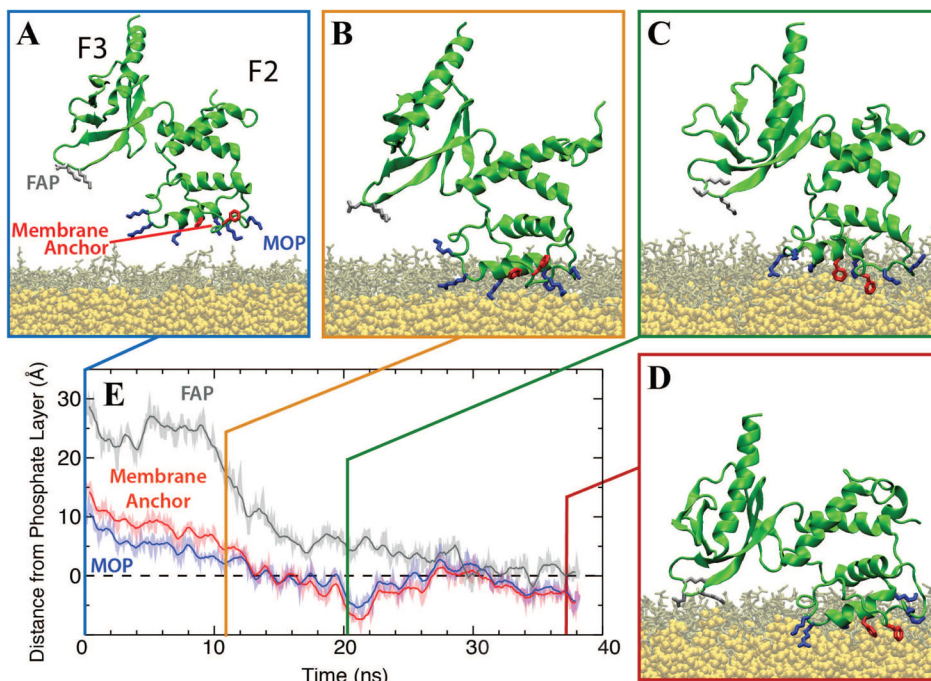 A
F3
F2
FAP
Membrane
Anchor
MOP
B
C
D
E
FAP
Membrane
Anchor
MOP
Distance from Phosphate Layer (Å)
30
20
10
0
0
10
20
30
40
Time (ns)